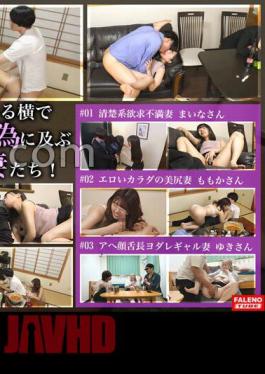 る横で
為に及ぶ
妻たち！
#01 清楚系欲求不満妻 まいなさん
#02 エロいカラダの美尻妻 ももかさん
#03 アヘ顔舌長ヨダレギャル妻 ゆきさん
FALENO
TUBE
JAVHD